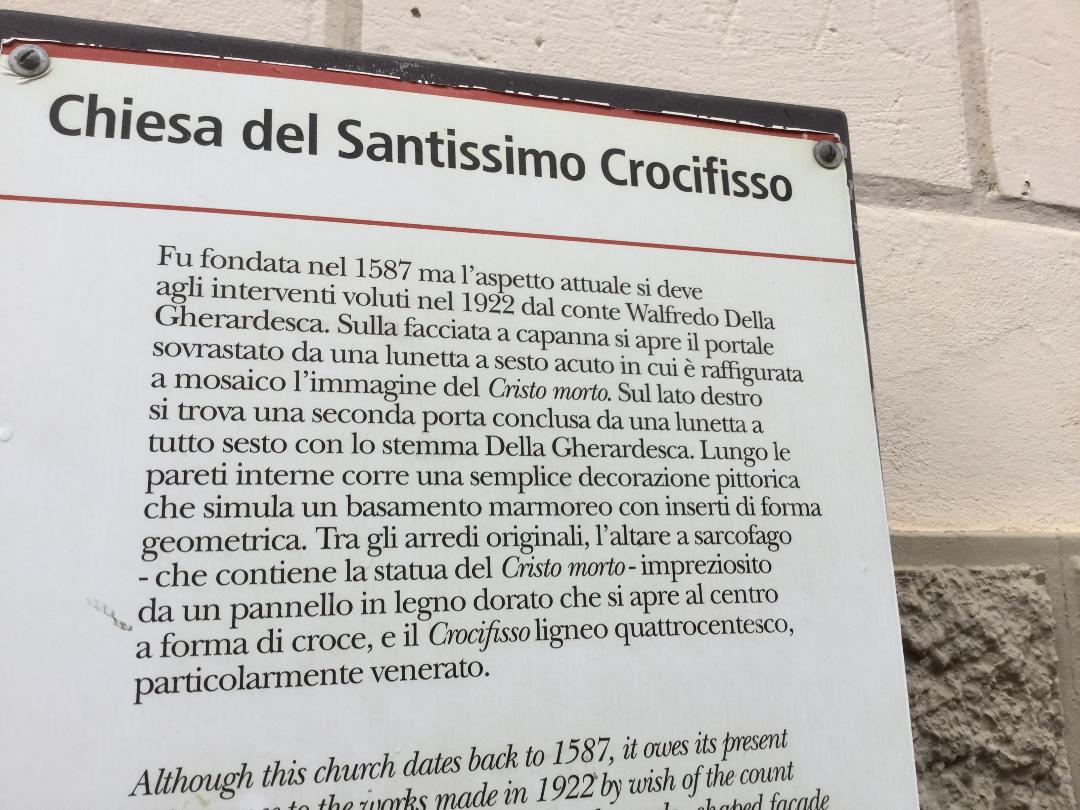 Chiesa del Santissimo Crocifisso
Fu fondata nel 1587 ma l'aspetto attuale si deve
agli interventi voluti nel 1922 dal conte Walfredo Della
Gherardesca. Sulla facciata a capanna si apre il portale
sovrastato da una lunetta a sesto acuto in cui è raffigurata
a mosaico l'immagine del Cristo morto. Sul lato destro
si trova una seconda porta conclusa da una lunetta a
tutto sesto con lo stemma Della Gherardesca. Lungo le
pareti interne corre una semplice decorazione pittorica
che simula un basamento marmoreo con inserti di forma
geometrica. Tra gli arredi originali, l'altare a sarcofago
- che contiene la statua del Cristo morto - impreziosito
da un pannello in legno dorato che si apre al centro
a forma di croce, e il Crocifisso ligneo quattrocentesco,
particolarmente venerato.
Although this church dates back to 1587, it owes its present
to the works made in 1922 by wish of the count
shaped façade